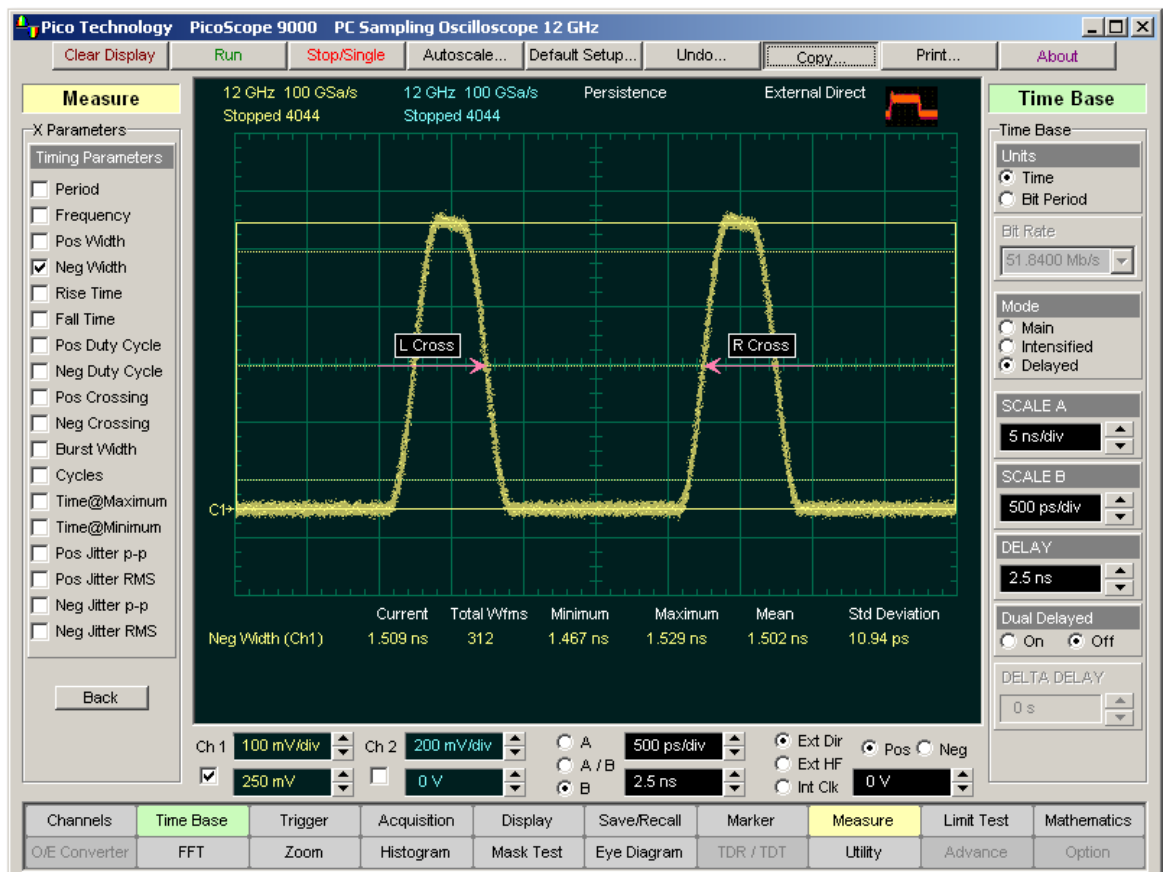 Pico Technology PicoScope 9000 PC Sampling Oscilloscope 12 GHz
Clear Display Run Stop/Single Autoscale... Default Setup... Undo... Copy... Print... About
Measure
X Parameters
Timing Parameters
Period
Frequency
Pos Width
Neg Width
Rise Time
Fall Time
Pos Duty Cycle
Neg Duty Cycle
Pos Crossing
Neg Crossing
Burst Width
Cycles
Time@Maximum
Time@Minimum
Pos Jitter p-p
Pos Jitter RMS
Neg Jitter p-p
Neg Jitter RMS
Back
12 GHz 100 GSa/s 12 GHz 100 GSa/s Persistence External Direct
Stopped 4044 Stopped 4044
L Cross R Cross
C1
Current Total Wfms Minimum Maximum Mean Std Deviation
Neg Width (Ch1) 1.509 ns 312 1.467 ns 1.529 ns 1.502 ns 10.94 ps
Time Base
Time Base
Units
Time
Bit Period
Bit Rate
51.8400 Mb/s
Mode
Main
Intensified
Delayed
SCALE A
5 ns/div
SCALE B
500 ps/div
DELAY
2.5 ns
Dual Delayed
On Off
DELTA DELAY
0 s
Ch 1 100 mV/div Ch 2 200 mV/div A 500 ps/div Ext Dir Pos Neg
A / B Ext HF
250 mV 0 V B 2.5 ns Int Clk 0 V
Channels Time Base Trigger Acquisition Display Save/Recall Marker Measure Limit Test Mathematics
O/E Converter FFT Zoom Histogram Mask Test Eye Diagram TDR / TDT Utility Advance Option